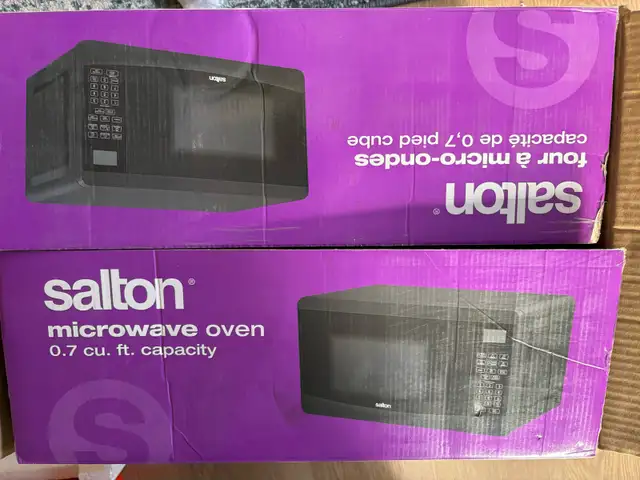 salton
four à micro-ondes
capacité de 0,7 pied cube
salton
S
salton®
microwave oven
0.7 cu. ft. capacity
salton
S